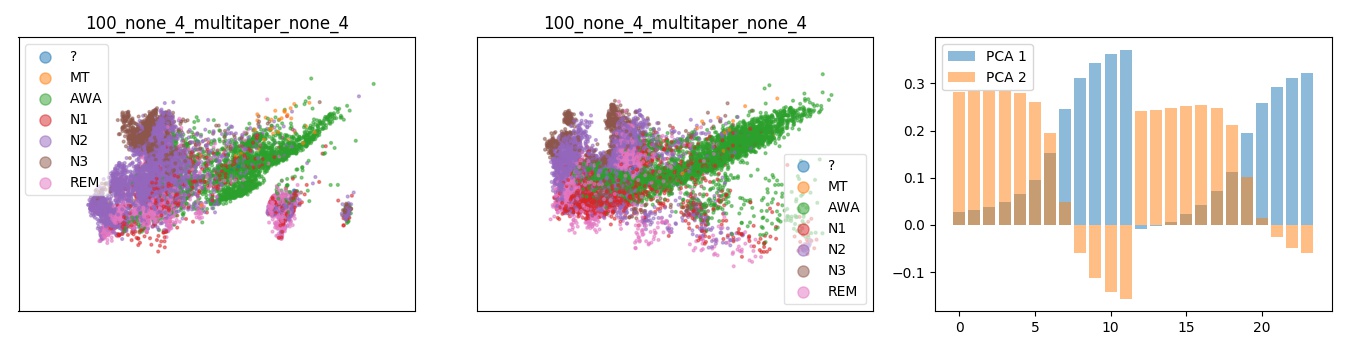 100_none_4_multitaper_none_4
?
MT
AWA
N1
N2
N3
REM
100_none_4_multitaper_none_4
?
MT
AWA
N1
N2
N3
REM
PCA 1
PCA 2
0.3
0.2
0.1
0.0
−0.1
0
5
10
15
20